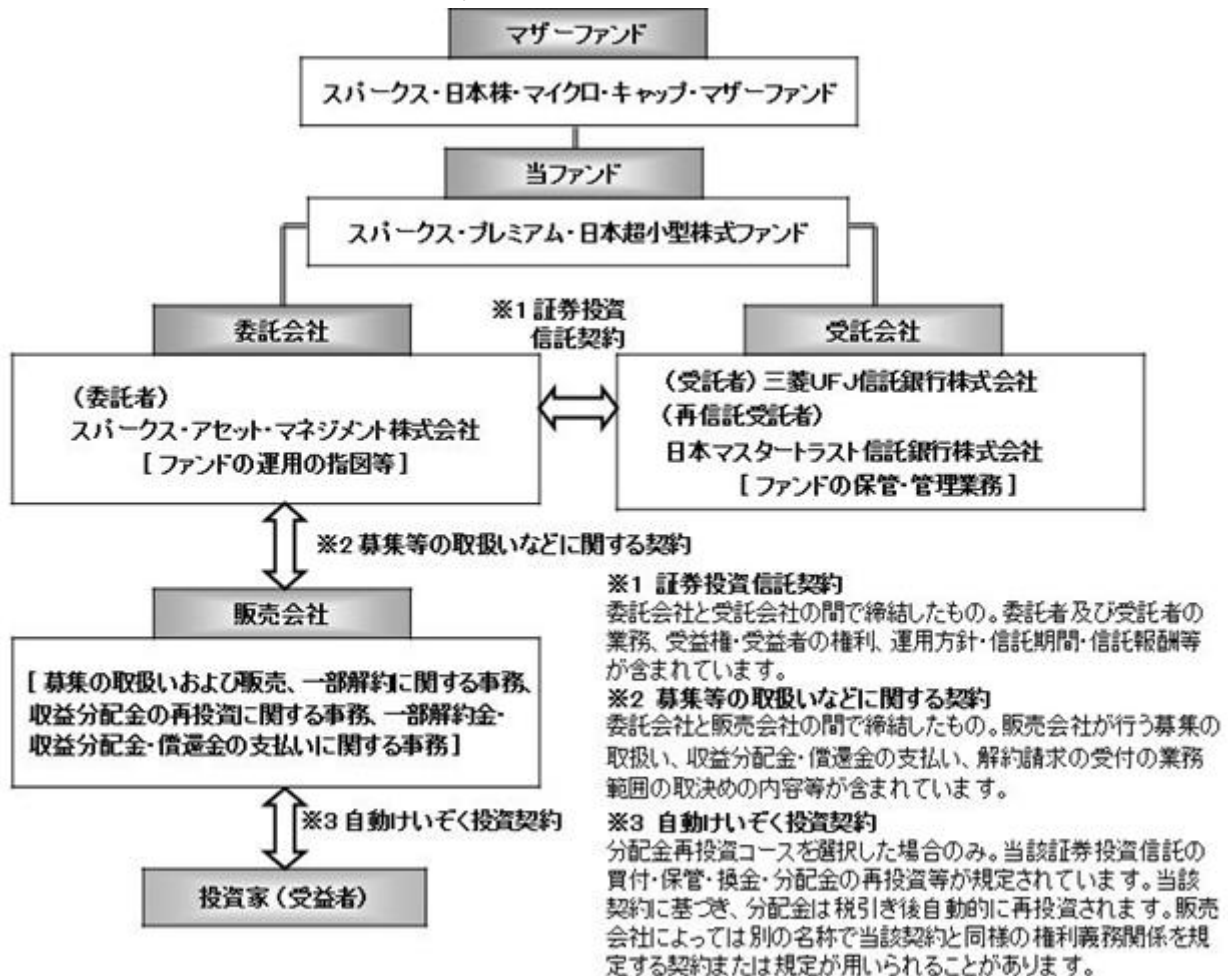 マザーファンド
スパークス・日本株・マイクロ・キャップ・マザーファンド
当ファンド
スパークス・プレミアム・日本超小型株式ファンド
※1 証券投資
信託契約
委託会社
(委託者)
スパークス・アセット・マネジメント株式会社
[ ファンドの運用の指図等 ]
受託会社
(受託者) 三菱UFJ信託銀行株式会社
(再信託受託者)
日本マスタートラスト信託銀行株式会社
[ ファンドの保管・管理業務 ]
※2 募集等の取扱いなどに関する契約
販売会社
[ 募集の取扱いおよび販売、一部解約に関する事務、
収益分配金の再投資に関する事務、一部解約金・
収益分配金・償還金の支払いに関する事務 ]
※3 自動けいぞく投資契約
投資家 (受益者)
※1 証券投資信託契約
委託会社と受託会社の間で締結したもの。委託者及び受託者の
業務、受益権・受益者の権利、運用方針・信託期間・信託報酬等
が含まれています。
※2 募集等の取扱いなどに関する契約
委託会社と販売会社の間で締結したもの。販売会社が行う募集の
取扱い、収益分配金・償還金の支払い、解約請求の受付の業務
範囲の取決めの内容等が含まれています。
※3 自動けいぞく投資契約
分配金再投資コースを選択した場合のみ。当該証券投資信託の
買付・保管・換金・分配金の再投資等が規定されています。当該
契約に基づき、分配金は税引き後自動的に再投資されます。販売
会社によっては別の名称で当該契約と同様の権利義務関係を規
定する契約または規定が用いられることがあります。